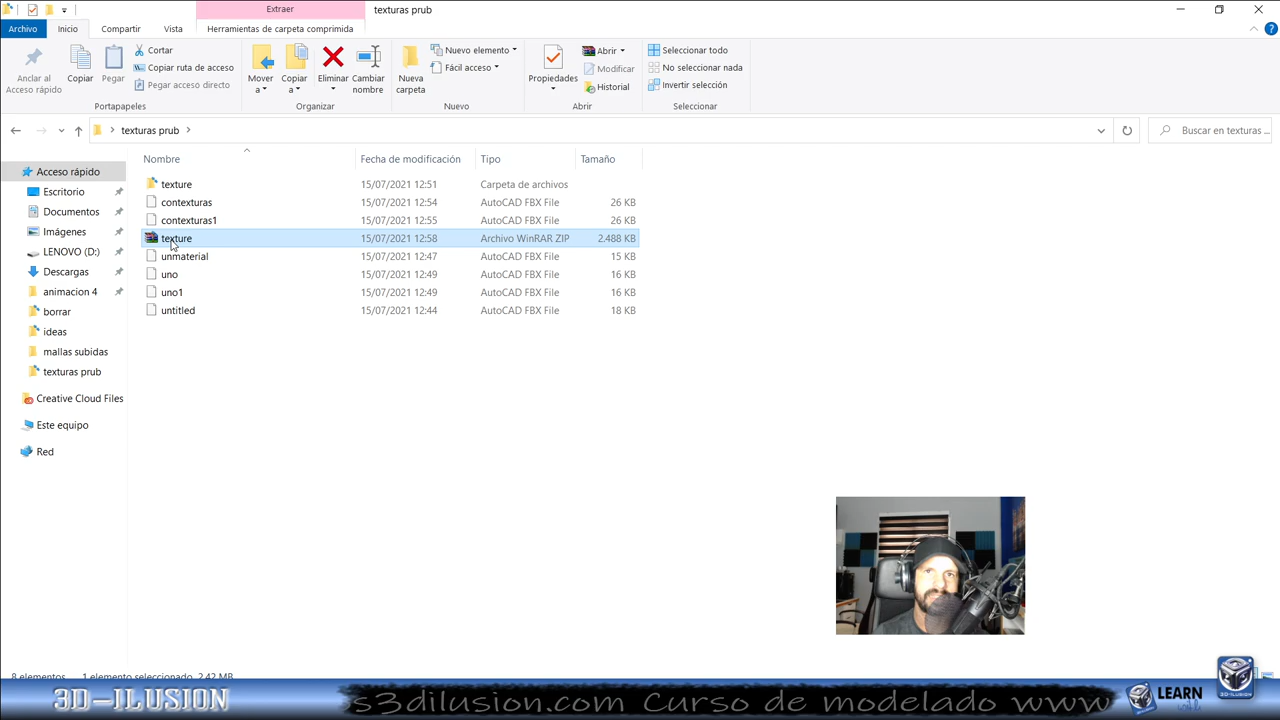 Extraer
texturas prub
Archivo
Inicio
Compartir
Vista
Herramientas de carpeta comprimida
Anclar al
Acceso rápido
Copiar
Pegar
Cortar
Copiar ruta de acceso
Pegar acceso directo
Portapapeles
Mover
a
Copiar
a
Eliminar
Cambiar
nombre
Organizar
Nueva
carpeta
Nuevo elemento
Fácil acceso
Nuevo
Propiedades
Abrir
Modificar
Historial
Abrir
Seleccionar todo
No seleccionar nada
Invertir selección
Seleccionar
texturas prub
Buscar en texturas ...
Acceso rápido
Escritorio
Documentos
Imágenes
LENOVO (D:)
Descargas
animacion 4
borrar
ideas
mallas subidas
texturas prub
Creative Cloud Files
Este equipo
Red
Nombre Fecha de modificación Tipo Tamaño
texture 15/07/2021 12:51 Carpeta de archivos
contexturas 15/07/2021 12:54 AutoCAD FBX File 26 KB
contexturas1 15/07/2021 12:55 AutoCAD FBX File 26 KB
texture 15/07/2021 12:58 Archivo WinRAR ZIP 2.488 KB
unmaterial 15/07/2021 12:47 AutoCAD FBX File 15 KB
uno 15/07/2021 12:49 AutoCAD FBX File 16 KB
uno1 15/07/2021 12:49 AutoCAD FBX File 16 KB
untitled 15/07/2021 12:44 AutoCAD FBX File 18 KB
8 elementos 1 elemento seleccionado 2,42 MB
3D-ILUSION
s3dilusion.com Curso de modelado www
LEARN
3D-ILUSION